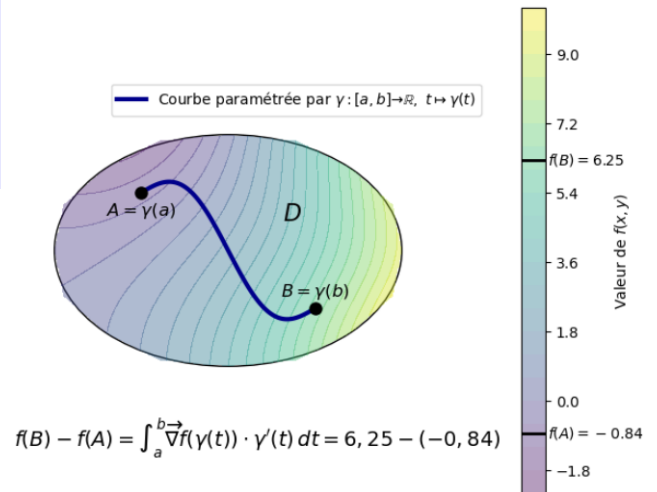 Courbe paramétrée par γ : [a, b]→ℝ, t ↦ γ(t)
A = γ(a)
D
B = γ(b)
f(B) − f(A) = ∫_a^b ∇⃗f(γ(t)) · γ′(t) dt = 6, 25 − (−0, 84)
9.0
7.2
f(B) = 6.25
5.4
3.6
1.8
0.0
f(A) = −0.84
−1.8
Valeur de f(x, y)